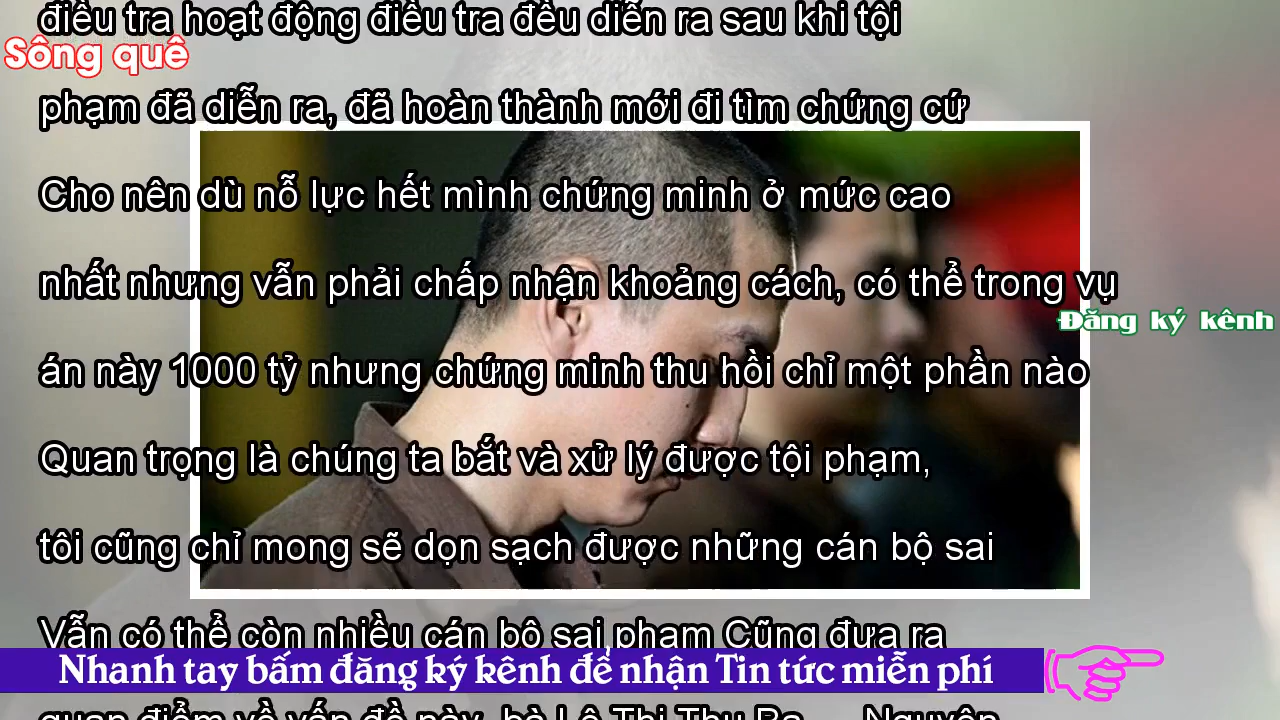 điều tra hoạt động điều tra đều diễn ra sau khi tội
Sông quê
phạm đã diễn ra, đã hoàn thành mới đi tìm chứng cứ
Cho nên dù nỗ lực hết mình chứng minh ở mức cao
nhất nhưng vẫn phải chấp nhận khoảng cách, có thể trong vụ
Đăng ký kênh
án này 1000 tỷ nhưng chứng minh thu hồi chỉ một phần nào
Quan trọng là chúng ta bắt và xử lý được tội phạm,
tôi cũng chỉ mong sẽ dọn sạch được những cán bộ sai
Vẫn có thể còn nhiều cán bộ sai phạm Cũng đưa ra
Nhanh tay bấm đăng ký kênh để nhận Tin tức miễn phí
quan điểm về vấn đề này, bà Lê Thị Thu Ba Nguyên